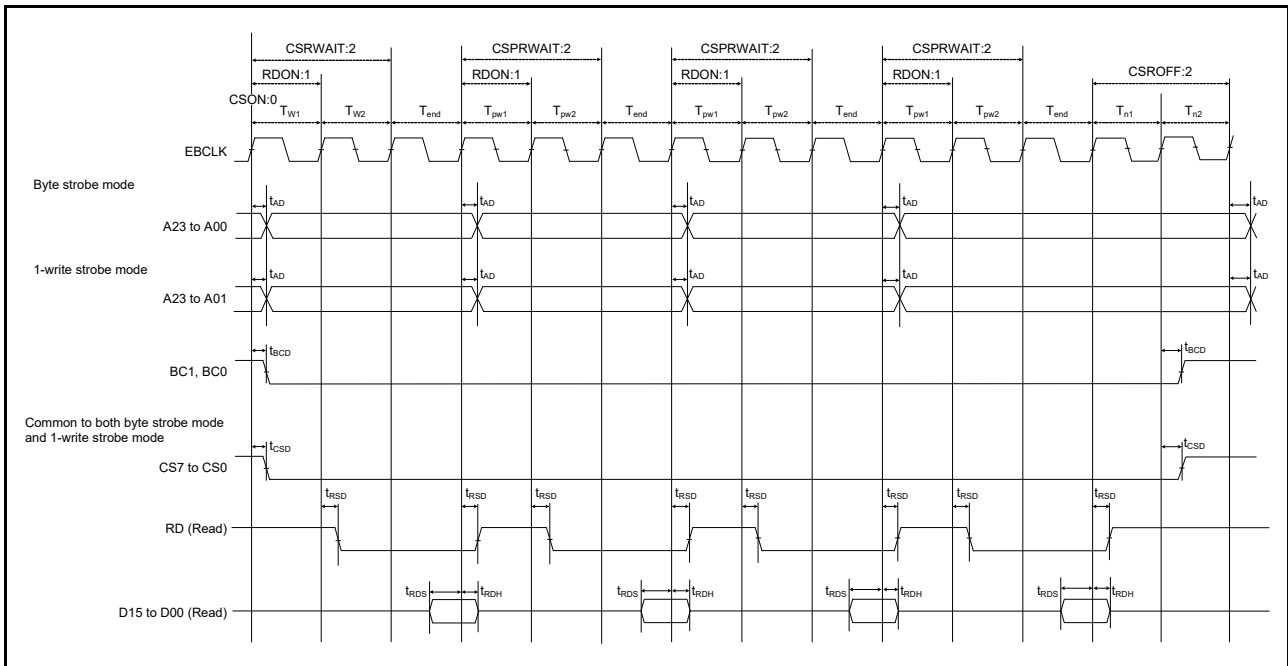 CSRWAIT:2 CSPRWAIT:2 CSPRWAIT:2 CSPRWAIT:2
RDON:1 RDON:1 RDON:1 RDON:1 CSROFF:2
CSON:0
TW1 TW2 Tend Tpw1 Tpw2 Tend Tpw1 Tpw2 Tend Tpw1 Tpw2 Tend Tn1 Tn2
EBCLK
Byte strobe mode
tAD tAD tAD tAD tAD
A23 to A00
1-write strobe mode
tAD tAD tAD tAD tAD
A23 to A01
tBCD tBCD
BC1, BC0
Common to both byte strobe mode
and 1-write strobe mode
tCSD tCSD
CS7 to CS0
tRSD tRSD tRSD tRSD tRSD tRSD tRSD tRSD
RD (Read)
tRDS tRDH tRDS tRDH tRDS tRDH tRDS tRDH
D15 to D00 (Read)